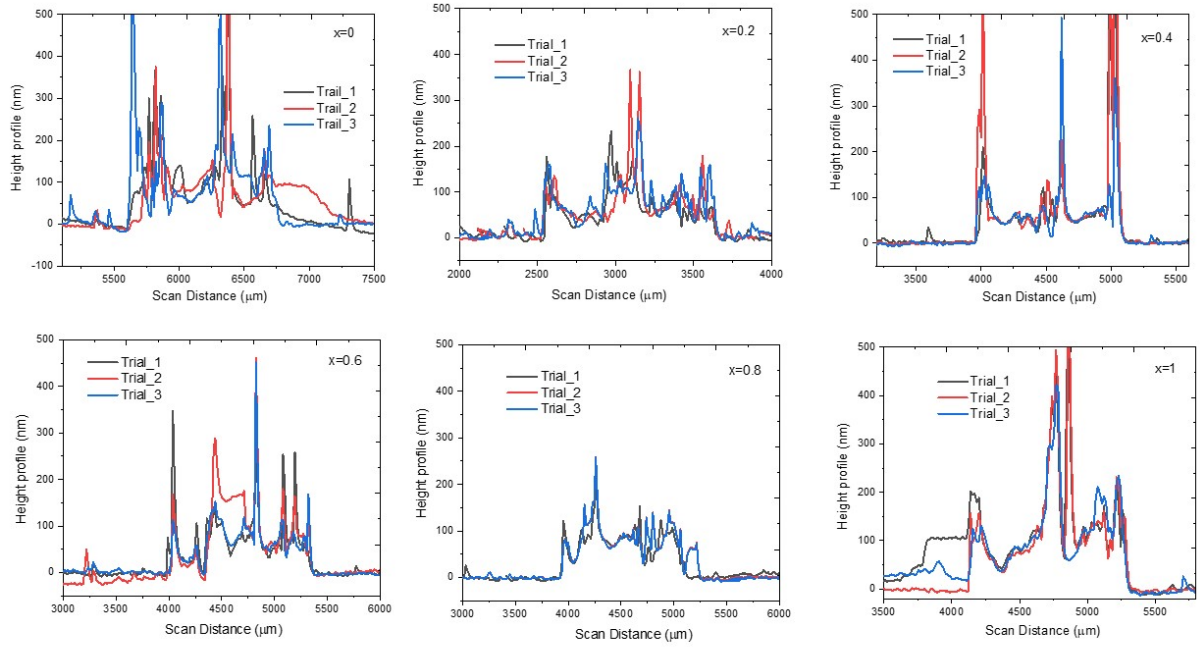 500
400
300
200
100
0
-100
Height profile (nm)
x=0
Trail_1
Trail_2
Trail_3
5500 6000 6500 7000 7500
Scan Distance (μm)
500
400
300
200
100
0
Height profile (nm)
x=0.2
Trial_1
Trial_2
Trial_3
2000 2500 3000 3500 4000
Scan Distance (μm)
500
400
300
200
100
0
Height profile (nm)
x=0.4
Trial_1
Trial_2
Trial_3
3500 4000 4500 5000 5500
Scan Distance (μm)
500
400
300
200
100
0
Height profile (nm)
x=0.6
Trial_1
Trial_2
Trial_3
3000 3500 4000 4500 5000 5500 6000
Scan Distance (μm)
500
400
300
200
100
0
Height profile (nm)
x=0.8
Trial_1
Trial_2
Trial_3
3000 3500 4000 4500 5000 5500 6000
Scan Distance (μm)
500
400
300
200
100
0
Height profile (nm)
x=1
Trial_1
Trial_2
Trial_3
3500 4000 4500 5000 5500
Scan Distance (μm)